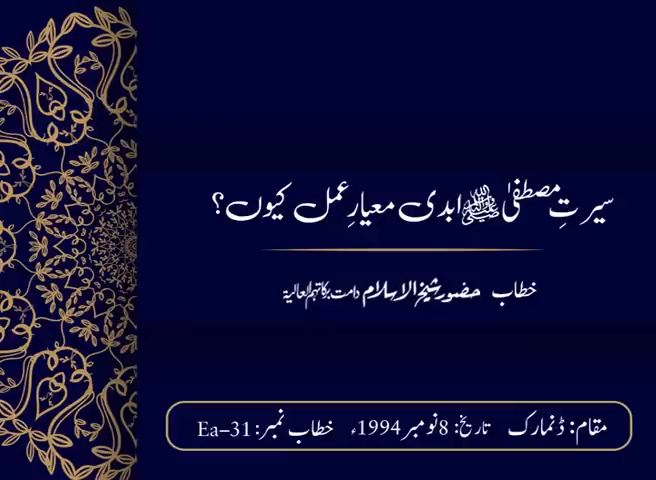 سیرتِ مصطفیٰ ﷺ ابدی معیارِ عمل کیوں؟
خطاب حضور شیخ الاسلام دامت برکاتہم العالیۃ
مقام: ڈنمارک تاریخ: 8 نومبر 1994ء خطاب نمبر: Ea-31